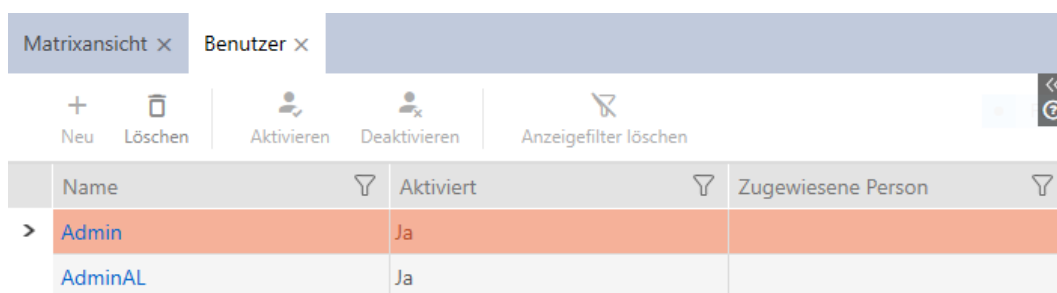 Matrixansicht × Benutzer ×
Neu Löschen Aktivieren Deaktivieren Anzeigefilter löschen
Name Aktiviert Zugewiesene Person
Admin Ja
AdminAL Ja